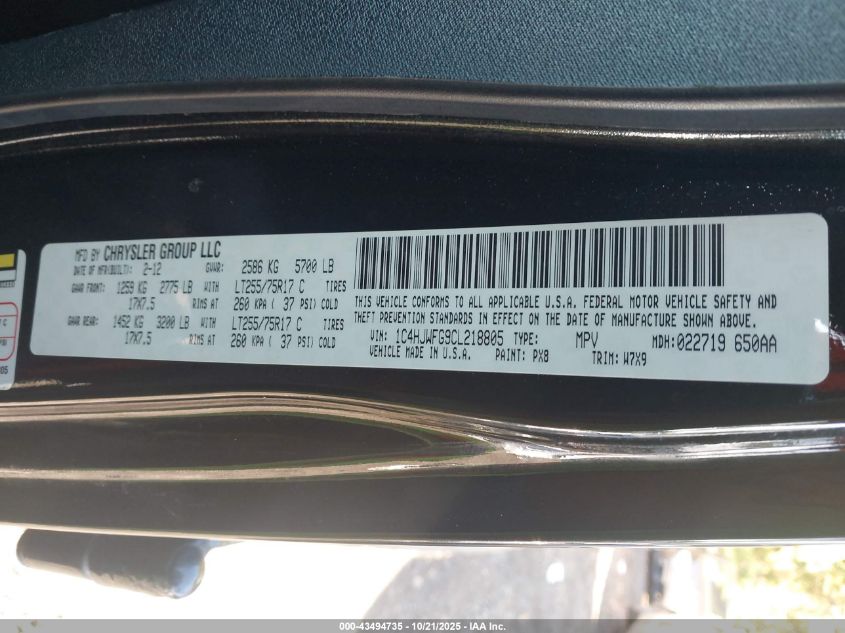 MFD BY CHRYSLER GROUP LLC
DATE OF MFR(BUILT): 2-12 GVWR: 2586 KG 5700 LB
GAWR FRONT: 1259 KG 2775 LB WITH LT255/75R17 C TIRES
17X7.5 RIMS AT 260 KPA ( 37 PSI) COLD
GAWR REAR: 1452 KG 3200 LB WITH LT255/75R17 C TIRES
17X7.5 RIMS AT 260 KPA ( 37 PSI) COLD
THIS VEHICLE CONFORMS TO ALL APPLICABLE U.S.A. FEDERAL MOTOR VEHICLE SAFETY AND
THEFT PREVENTION STANDARDS IN EFFECT ON THE DATE OF MANUFACTURE SHOWN ABOVE.
VIN: 1C4HJWFG9CL218805 TYPE: MPV MDH: 022719 650AA
VEHICLE MADE IN U.S.A. PAINT: PX8 TRIM: W7X9
000-43494735 - 10/21/2025 - IAA Inc.